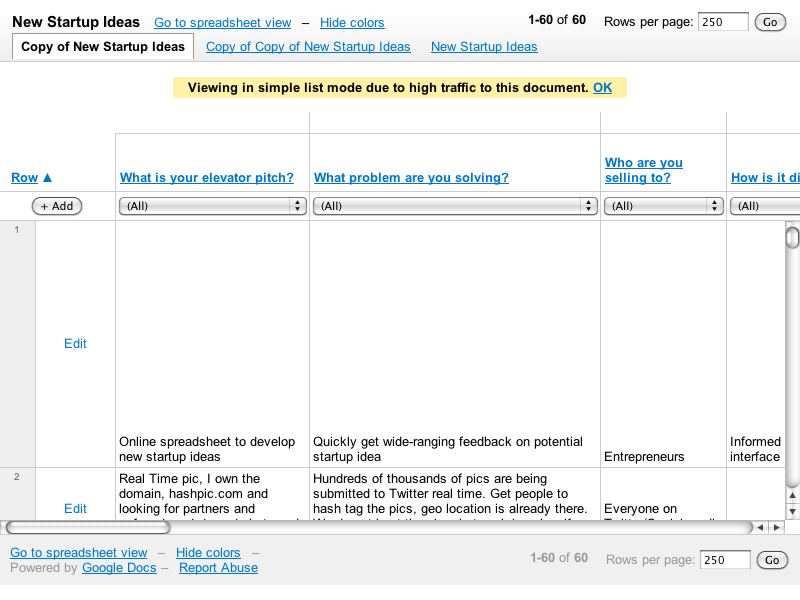 New Startup Ideas Go to spreadsheet view – Hide colors 1-60 of 60 Rows per page: 250 Go
Copy of New Startup Ideas Copy of Copy of New Startup Ideas New Startup Ideas
Viewing in simple list mode due to high traffic to this document. OK
Row ▲ What is your elevator pitch? What problem are you solving? Who are you
selling to? How is it di
+ Add (All) (All) (All) (All)
1
Edit
Online spreadsheet to develop
new startup ideas
Quickly get wide-ranging feedback on potential
startup idea
Entrepreneurs
Informed
interface
2
Edit
Real Time pic, I own the
domain, hashpic.com and
looking for partners and
Hundreds of thousands of pics are being
submitted to Twitter real time. Get people to
hash tag the pics, geo location is already there.
Everyone on
Go to spreadsheet view – Hide colors –
Powered by Google Docs – Report Abuse
1-60 of 60 Rows per page: 250 Go